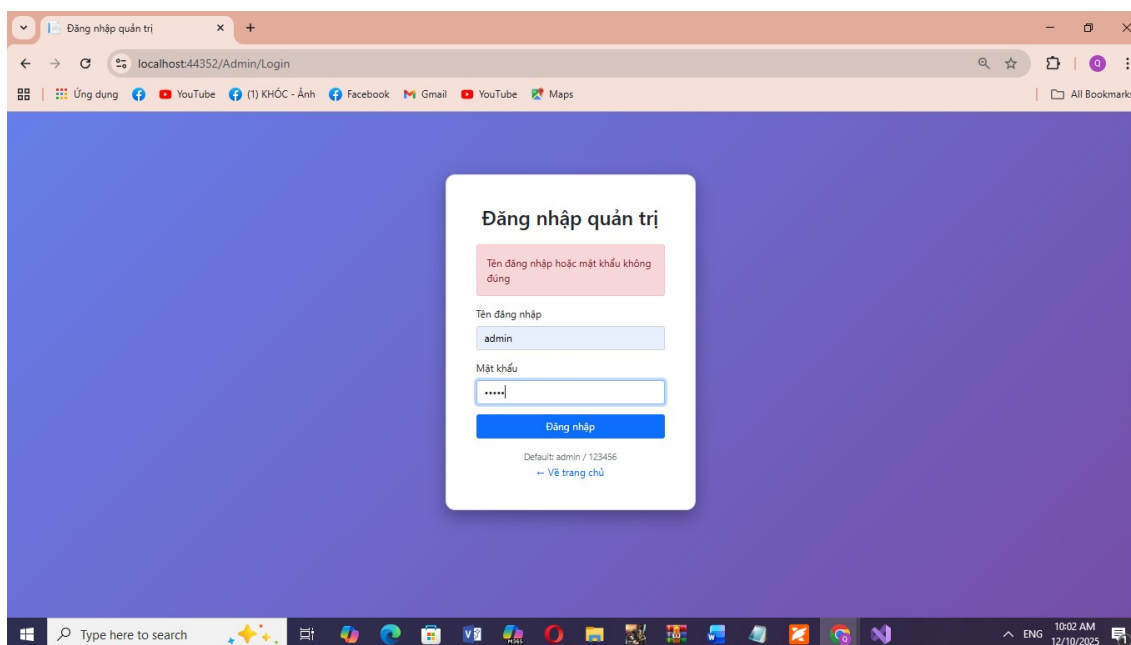 Đăng nhập quản trị
localhost:44352/Admin/Login
Q
Ứng dụng YouTube (1) KHÓC - Ảnh Facebook Gmail YouTube Maps All Bookmarks
Đăng nhập quản trị
Tên đăng nhập hoặc mật khẩu không
đúng
Tên đăng nhập
admin
Mật khẩu
Đăng nhập
Default: admin / 123456
← Về trang chủ
Type here to search
ENG
10:02 AM
12/10/2025